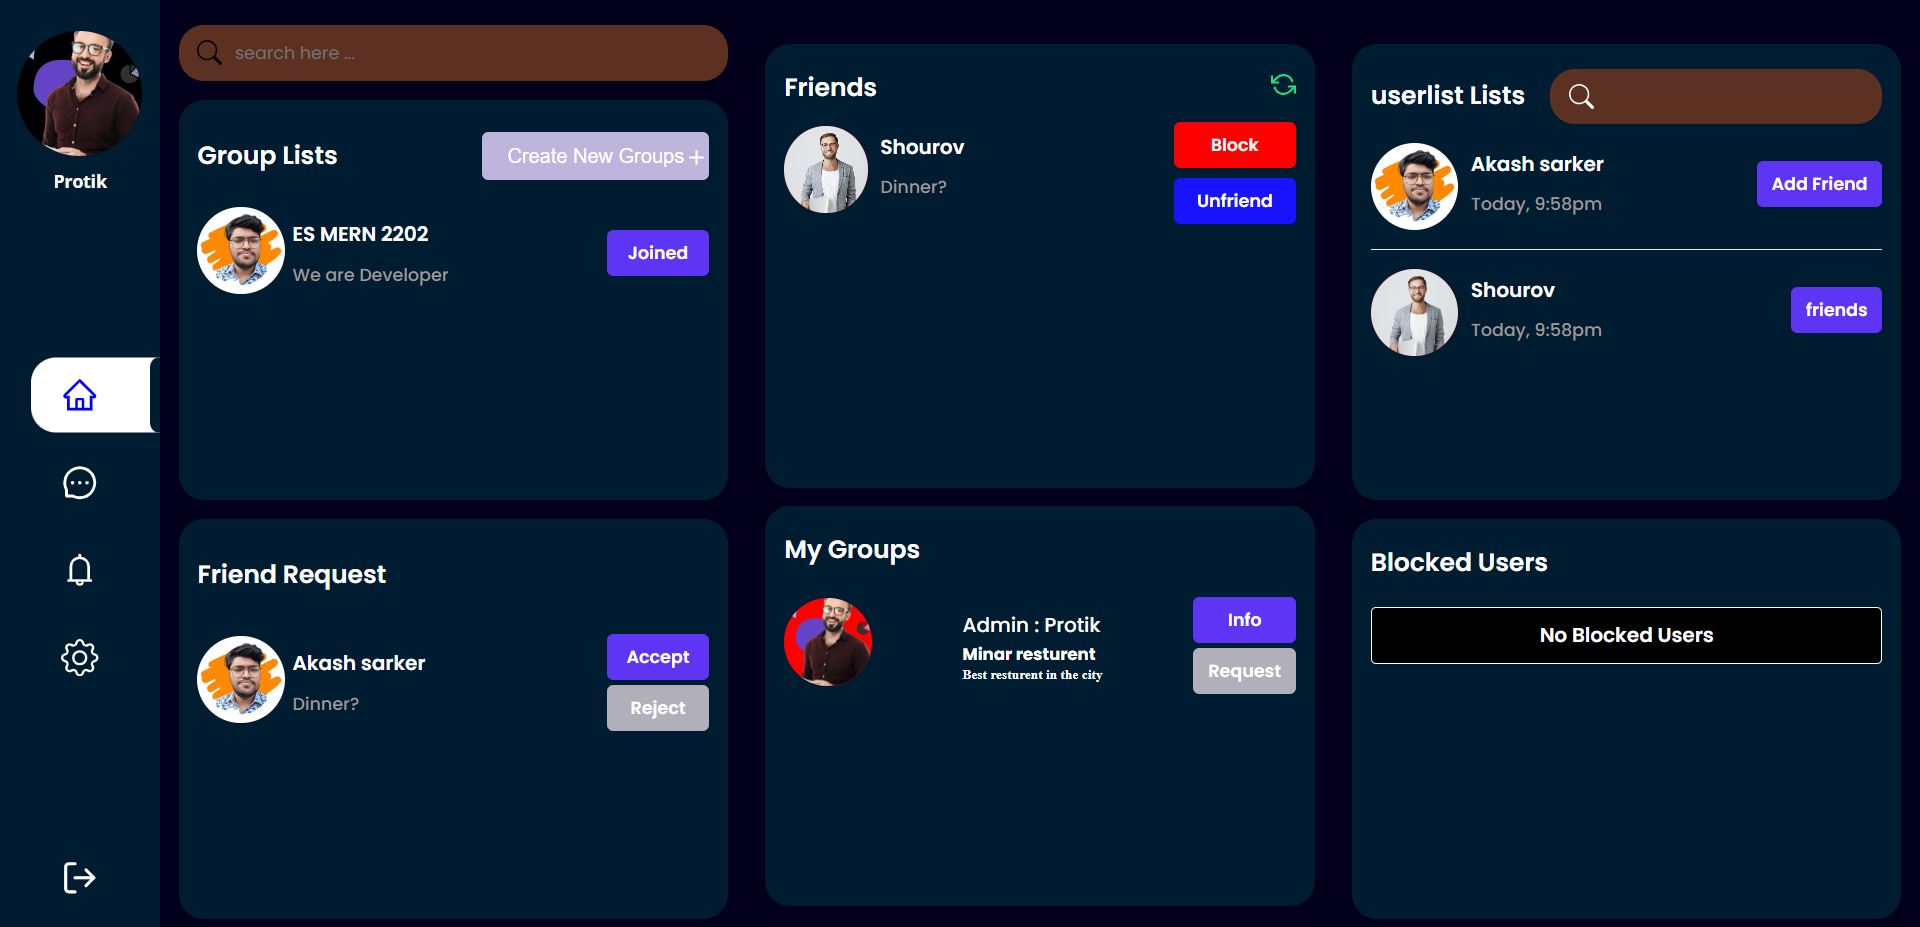 Protik
search here ...
Group Lists
Create New Groups+
ES MERN 2202
We are Developer
Joined
Friend Request
Akash sarker
Dinner?
Accept
Reject
Friends
Shourov
Dinner?
Block
Unfriend
My Groups
Admin : Protik
Minar resturent
Best resturent in the city
Info
Request
userlist Lists
Akash sarker
Today, 9:58pm
Add Friend
Shourov
Today, 9:58pm
friends
Blocked Users
No Blocked Users